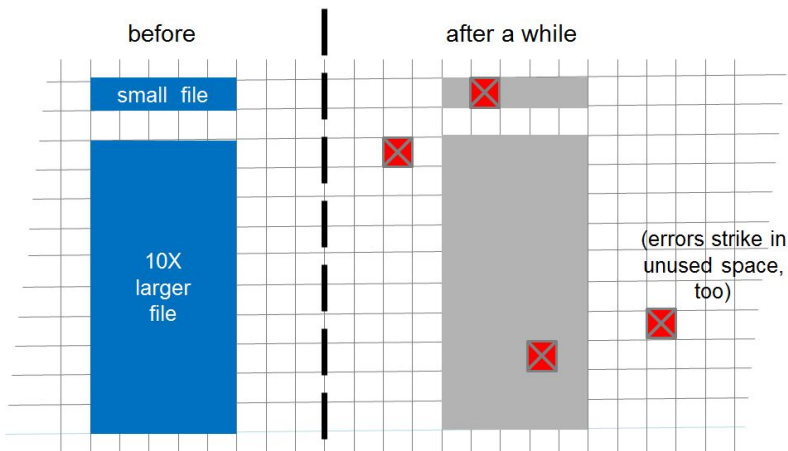 before
after a while
small file
10X
larger
file
(errors strike in
unused space,
too)